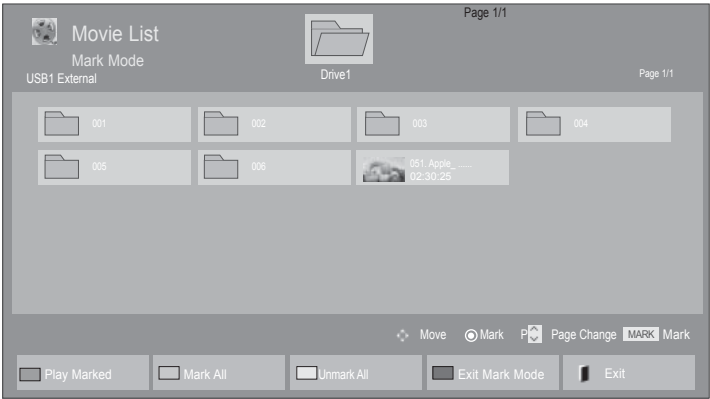 Page 1/1
Movie List
Mark Mode
USB1 External
Drive1
Page 1/1
001
002
003
004
005
006
051. Apple_ ......
02:30:25
Move
Mark
P
Page Change
MARK
Mark
Play Marked
Mark All
Unmark All
Exit Mark Mode
Exit